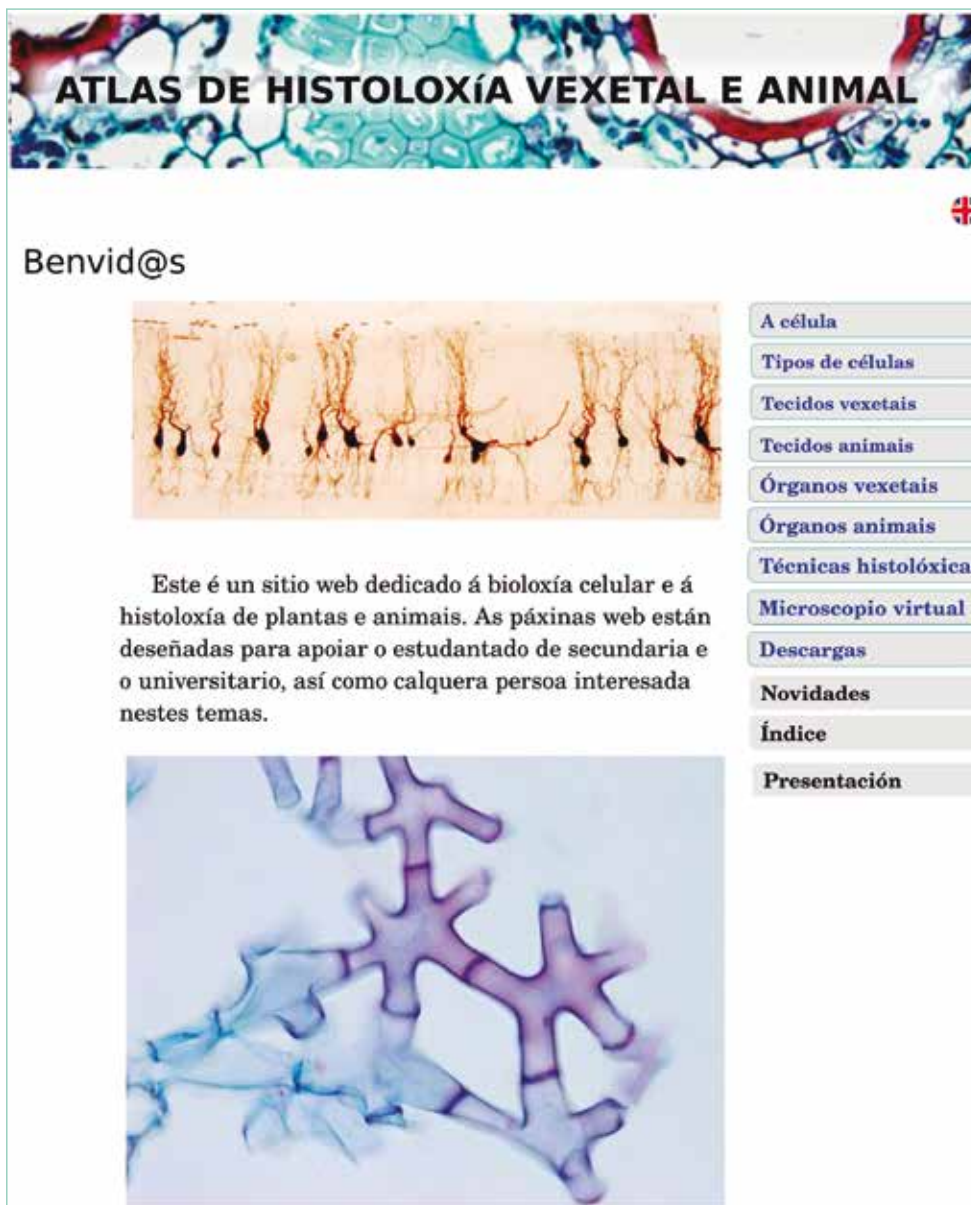 ATLAS DE HISTOLOXíA VEXETAL E ANIMAL
Benvid@s
Este é un sitio web dedicado á bioloxía celular e á
histoloxía de plantas e animais. As páxinas web están
deseñadas para apoiar o estudantado de secundaria e
o universitario, así como calquera persoa interesada
nestes temas.
A célula
Tipos de células
Tecidos vexetais
Tecidos animais
Órganos vexetais
Órganos animais
Técnicas histolóxica
Microscopio virtual
Descargas
Novidades
Índice
Presentación